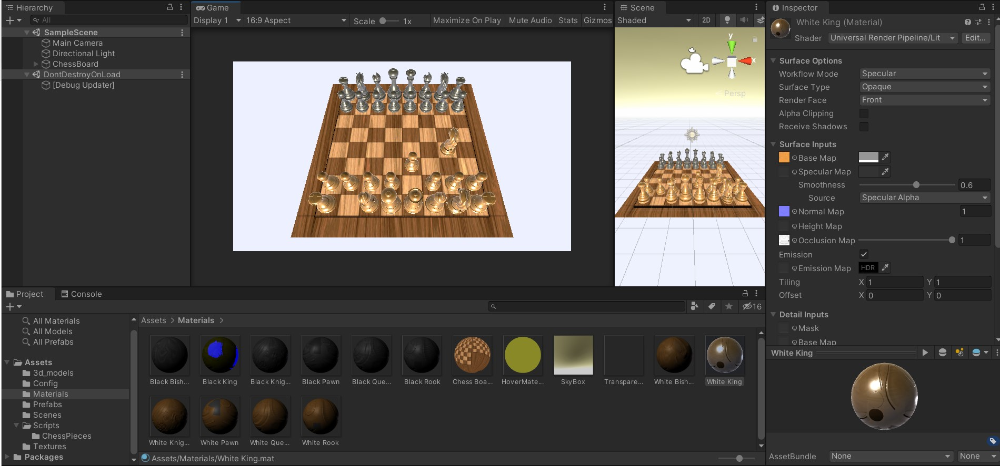 Hierarchy
All
SampleScene
Main Camera
Directional Light
ChessBoard
DontDestroyOnLoad
[Debug Updater]
Game
Display 1
16:9 Aspect
Scale
1x
Maximize On Play
Mute Audio
Stats
Gizmos
Scene
Shaded
2D
y
x
Persp
Inspector
White King (Material)
Shader
Universal Render Pipeline/Lit
Edit...
Surface Options
Workflow Mode
Specular
Surface Type
Opaque
Render Face
Front
Alpha Clipping
Receive Shadows
Surface Inputs
Base Map
Specular Map
Smoothness
0.6
Source
Specular Alpha
Normal Map
1
Height Map
Occlusion Map
1
Emission
Emission Map
HDR
Tiling
X 1
Y 1
Offset
X 0
Y 0
Detail Inputs
Mask
Base Map
White King
AssetBundle
None
None
Project
Console
16
All Materials
All Models
All Prefabs
Assets
3d_models
Config
Materials
Prefabs
Scenes
Scripts
ChessPieces
Textures
Packages
Assets > Materials >
Black Bish...
Black King
Black Knig...
Black Pawn
Black Que...
Black Rook
Chess Boa...
HoverMate...
SkyBox
Transpare...
White Bish...
White King
White Knig...
White Pawn
White Que...
White Rook
Assets/Materials/White King.mat